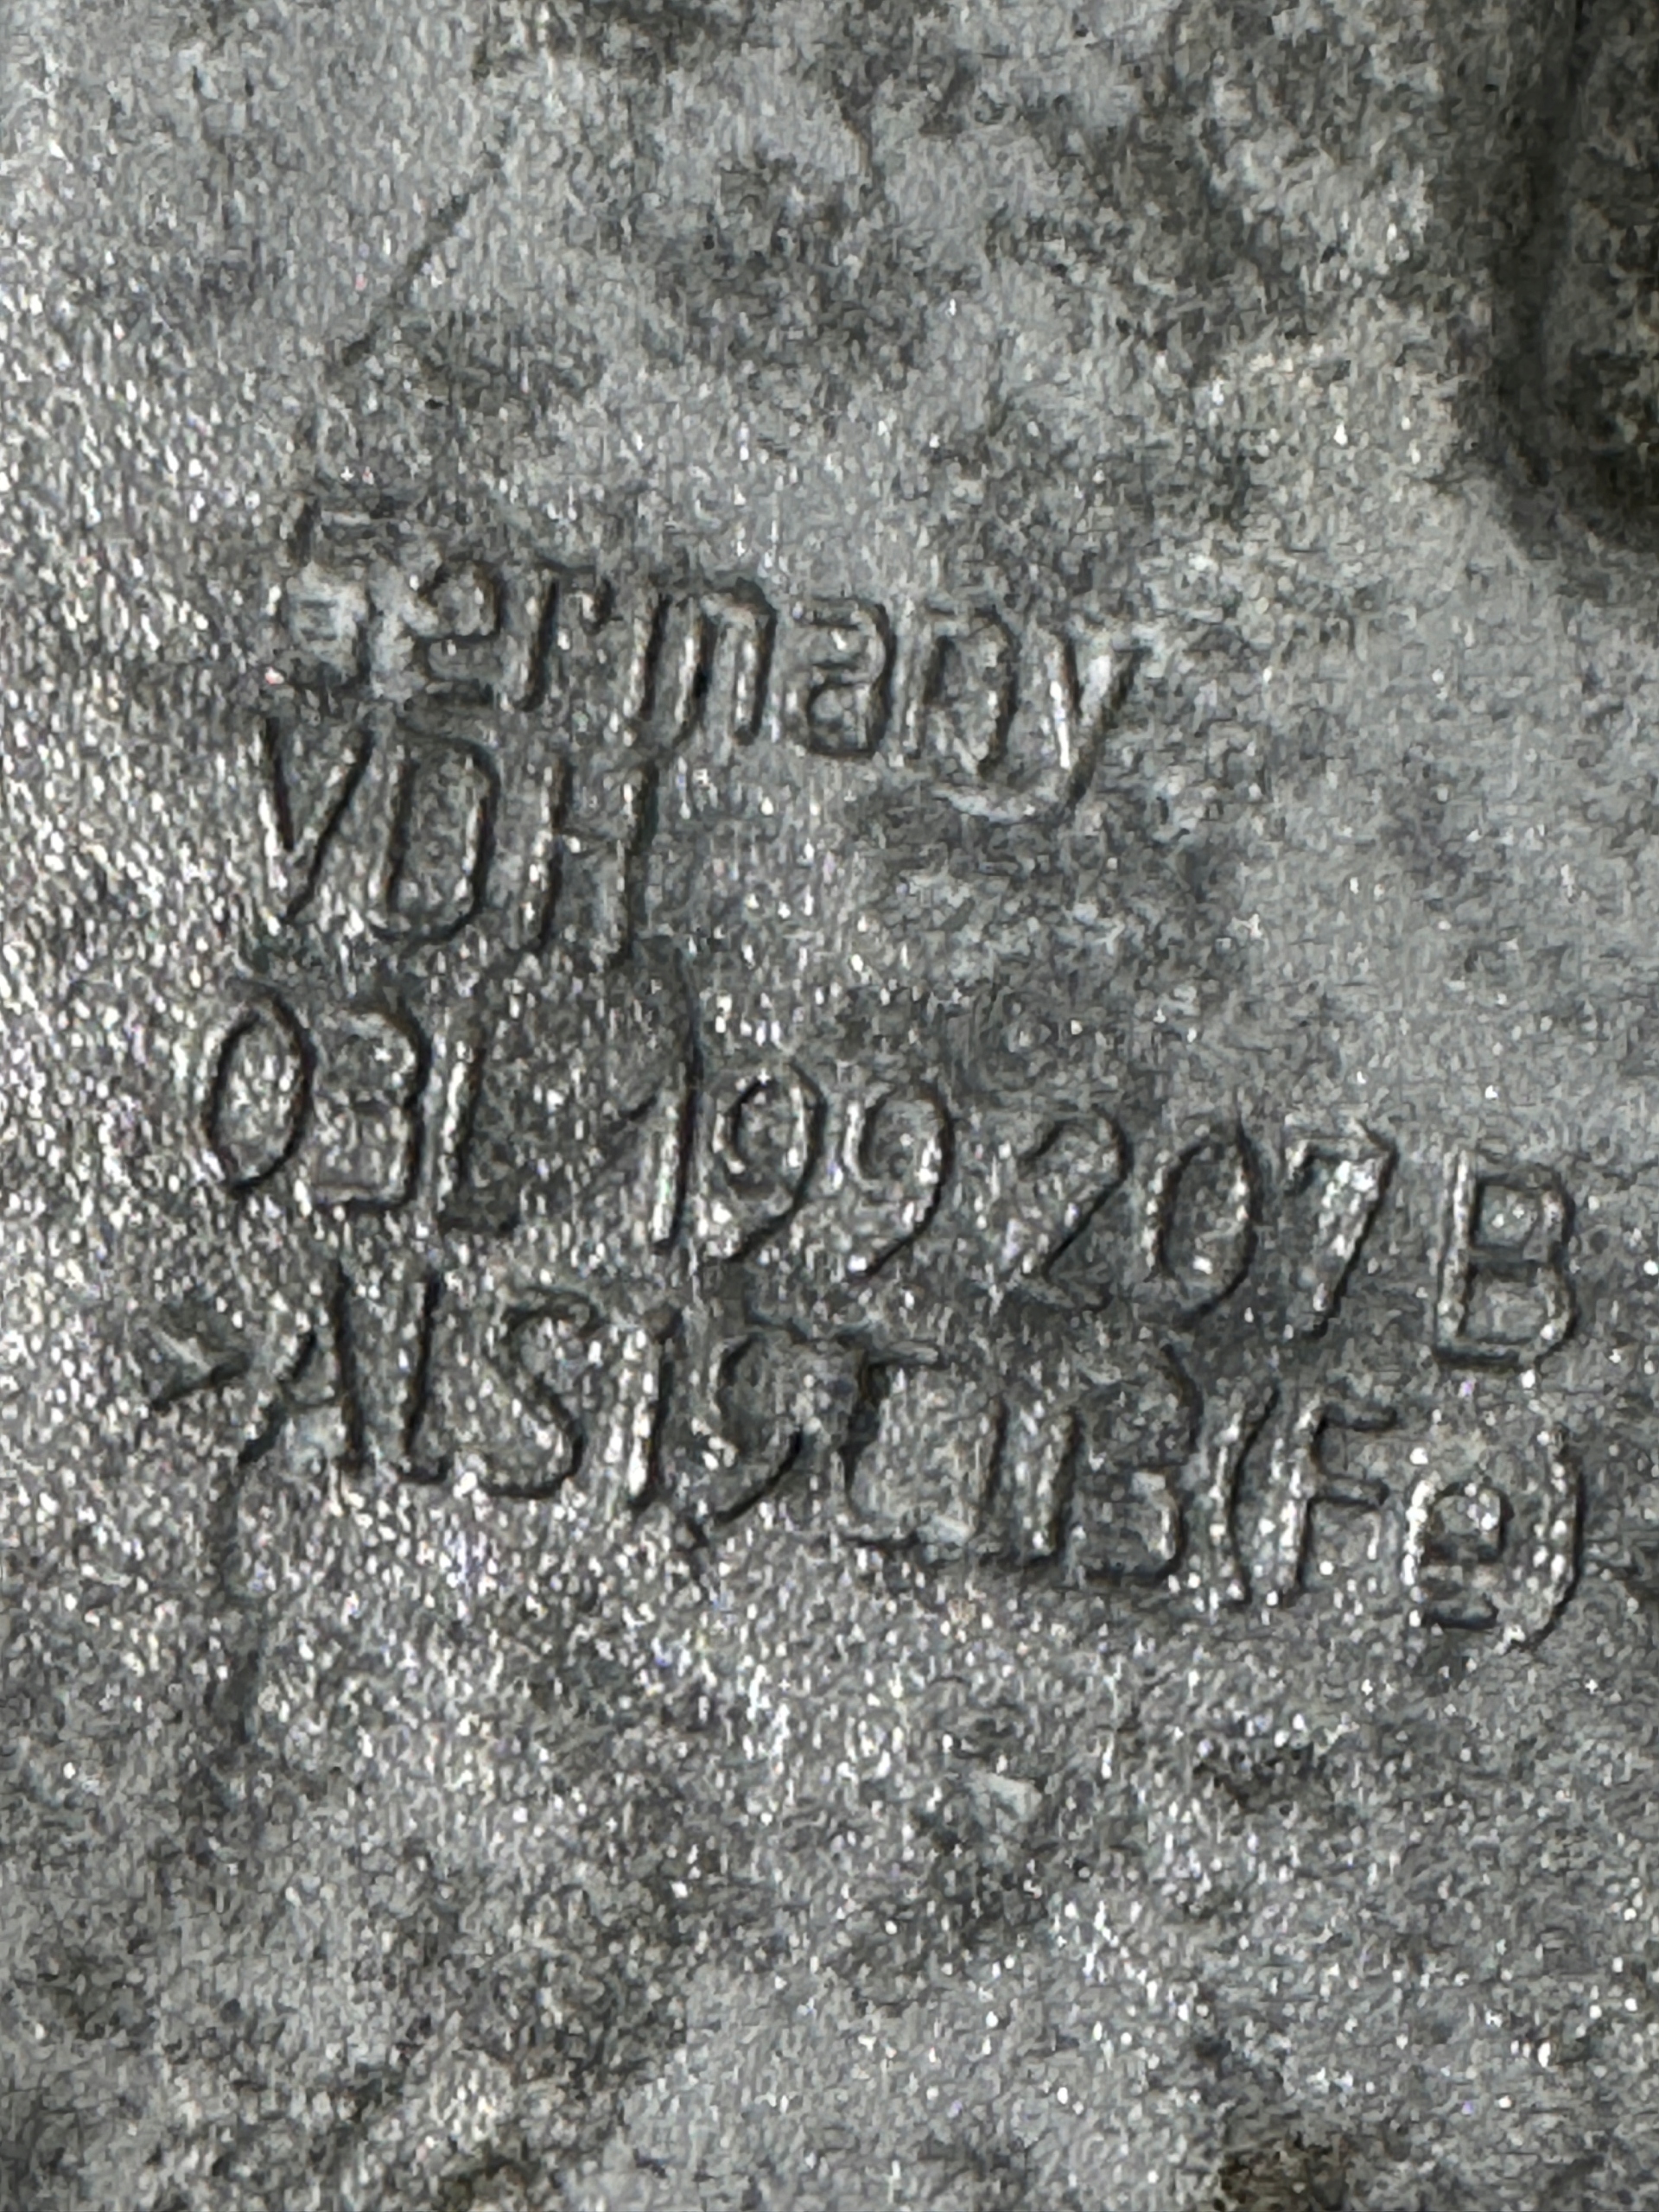 Germany
VDH
03L 199 207 B
>AlSi9Cu3(Fe)